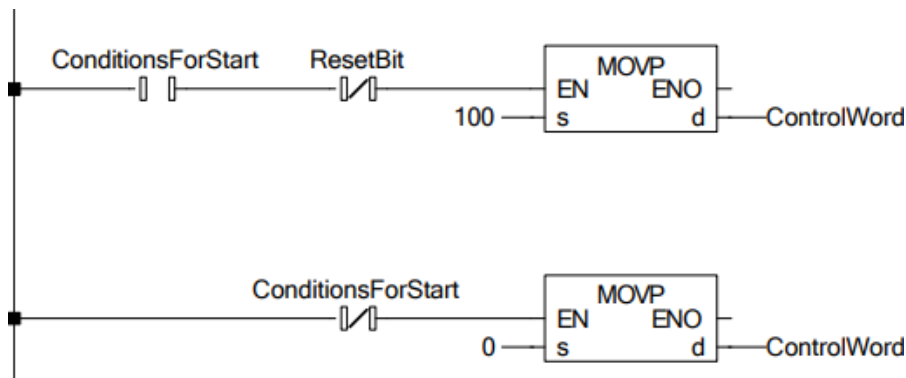 ConditionsForStart ResetBit
MOVP
EN ENO
100 s d ControlWord
ConditionsForStart
MOVP
EN ENO
0 s d ControlWord